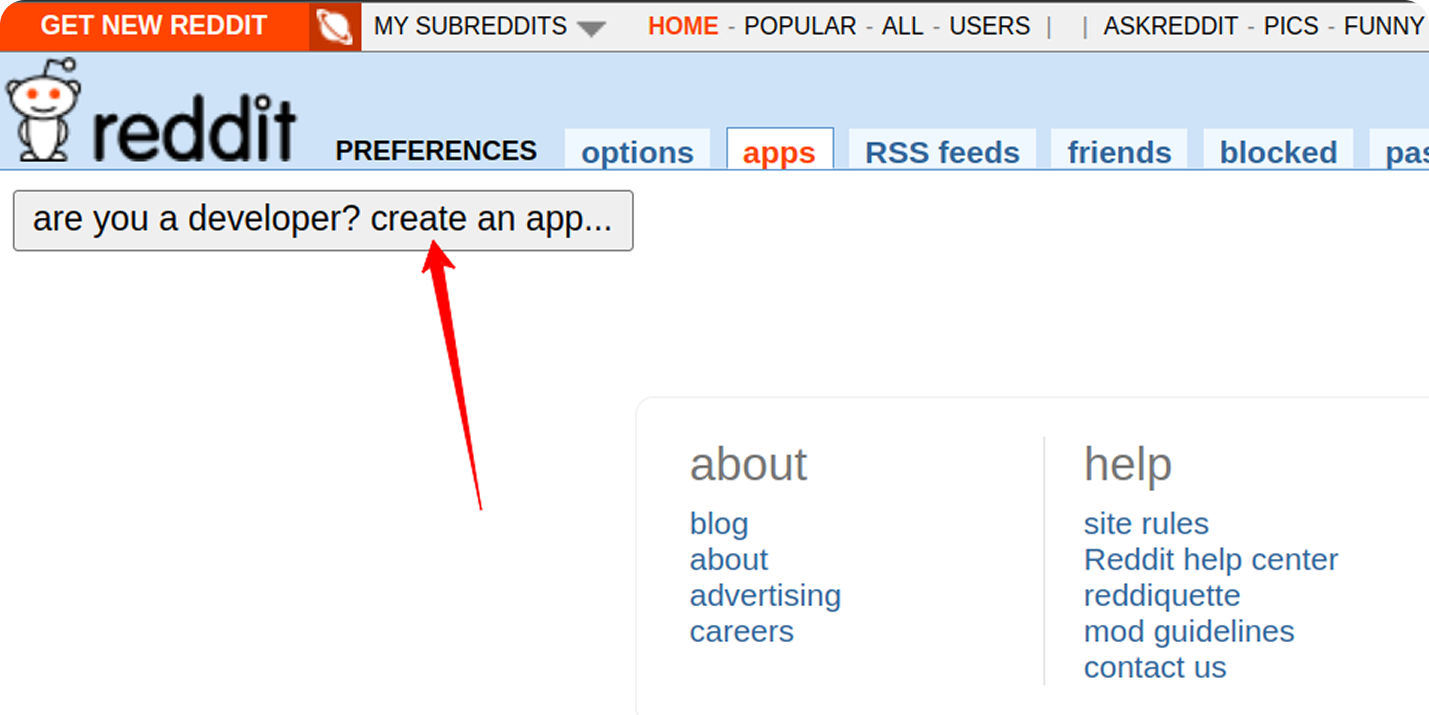 GET NEW REDDIT MY SUBREDDITS HOME - POPULAR - ALL - USERS | | ASKREDDIT - PICS - FUNNY
reddit PREFERENCES options apps RSS feeds friends blocked pas
are you a developer? create an app...
about
blog
about
advertising
careers
help
site rules
Reddit help center
reddiquette
mod guidelines
contact us